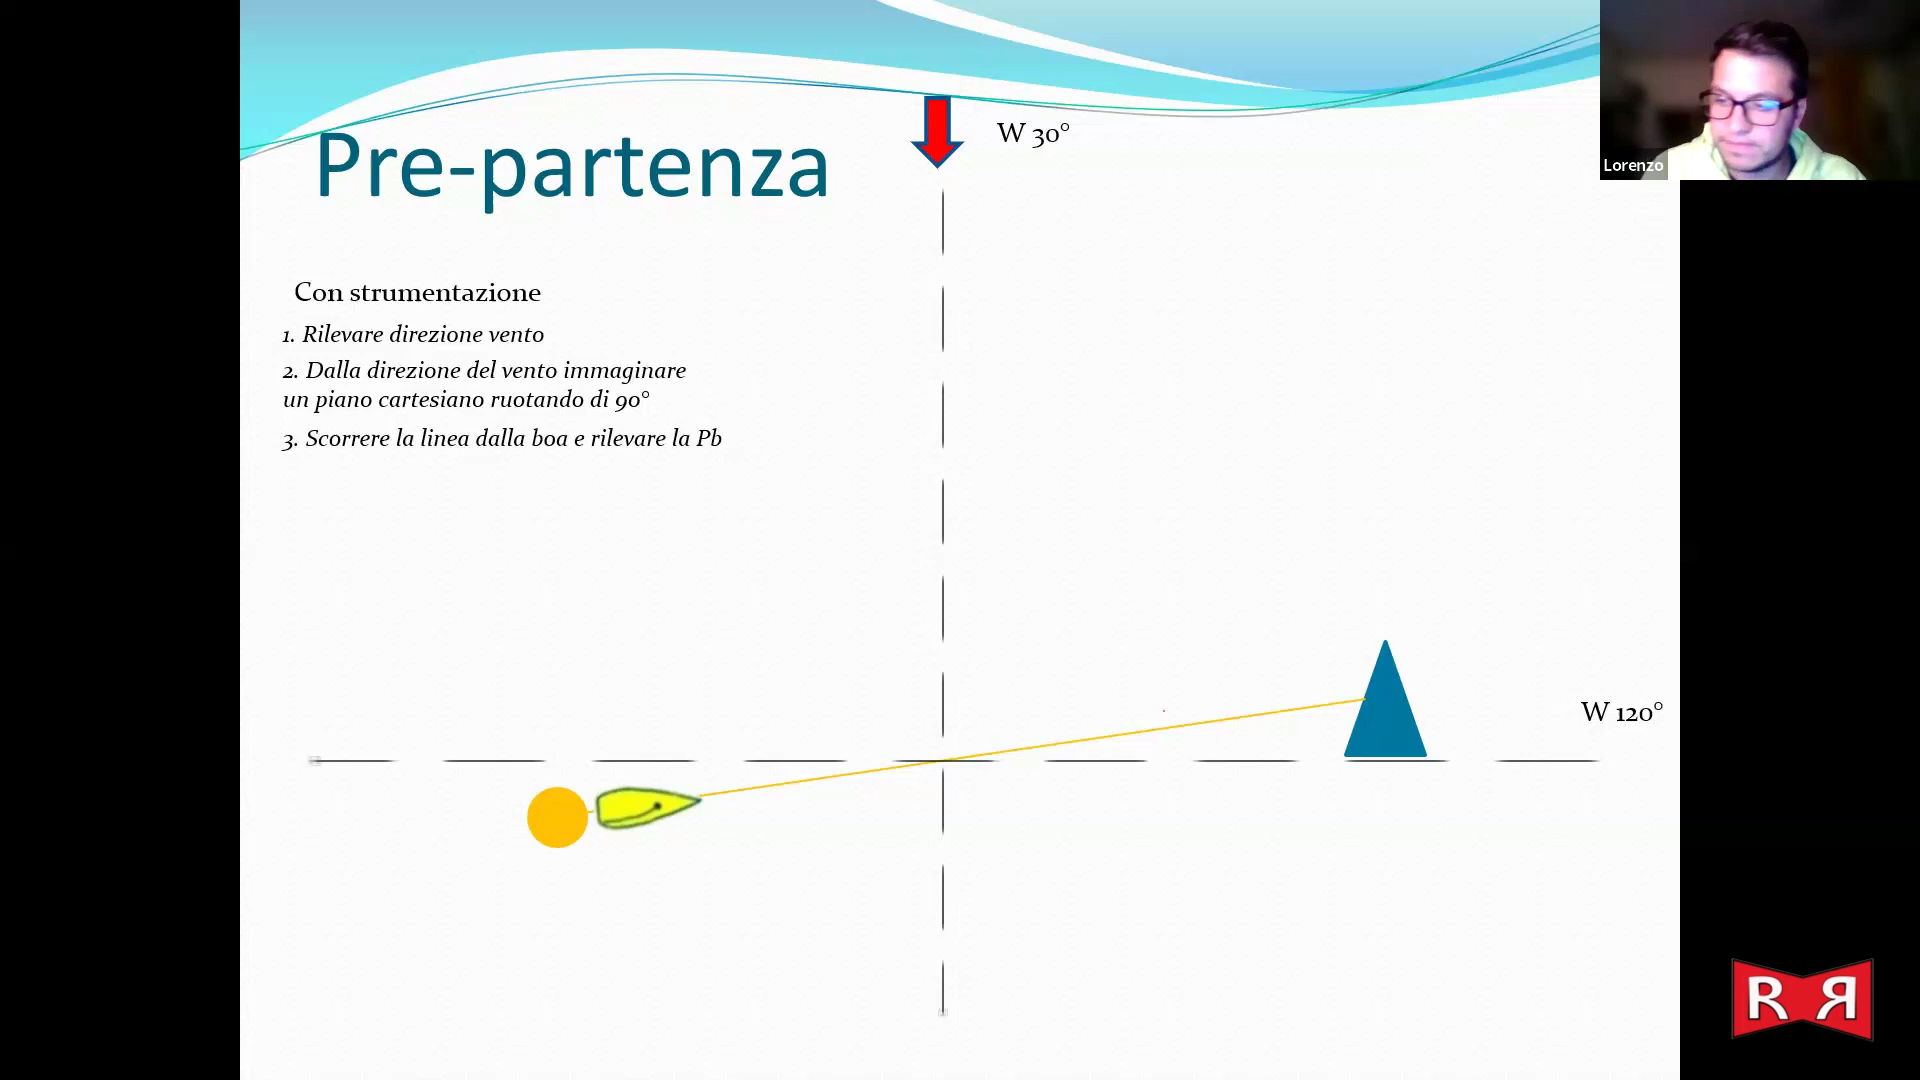 Pre-partenza
W 30°
Lorenzo
Con strumentazione
1. Rilevare direzione vento
2. Dalla direzione del vento immaginare
un piano cartesiano ruotando di 90°
3. Scorrere la linea dalla boa e rilevare la Pb
W 120°
R Я